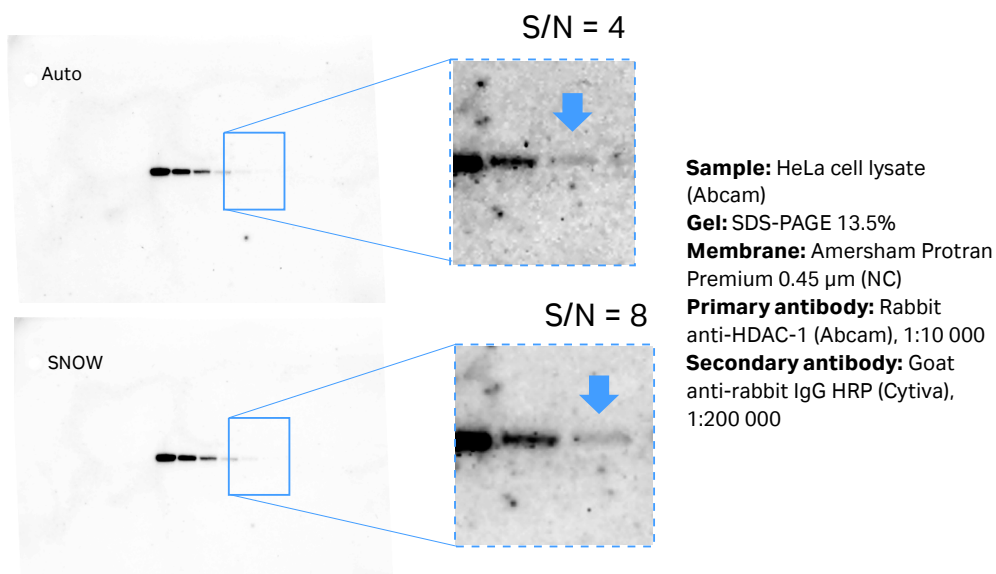 S/N = 4
Auto
S/N = 8
SNOW
Sample: HeLa cell lysate
(Abcam)
Gel: SDS-PAGE 13.5%
Membrane: Amersham Protran
Premium 0.45 µm (NC)
Primary antibody: Rabbit
anti-HDAC-1 (Abcam), 1:10 000
Secondary antibody: Goat
anti-rabbit IgG HRP (Cytiva),
1:200 000